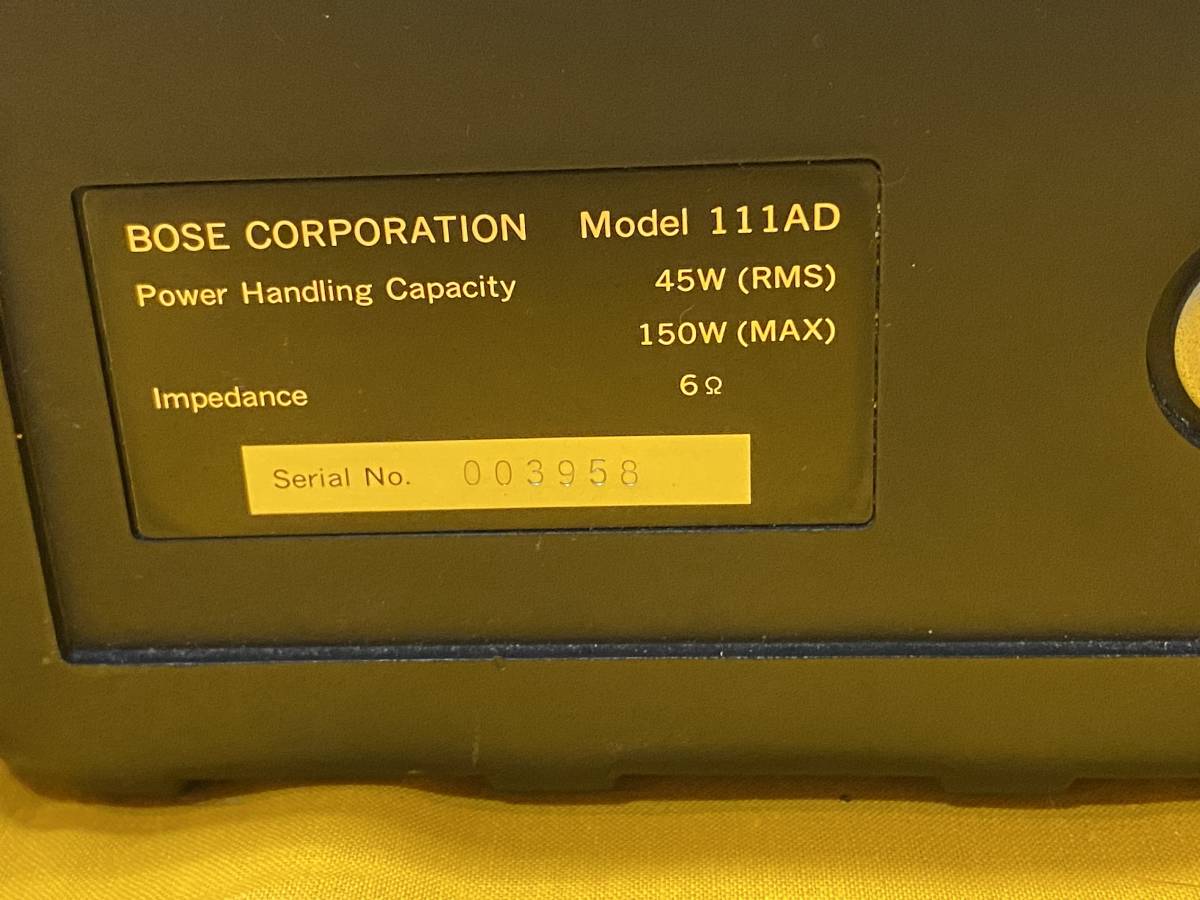 BOSE CORPORATION Model 111AD
Power Handling Capacity 45W (RMS)
150W (MAX)
Impedance 6Ω
Serial No. 003958